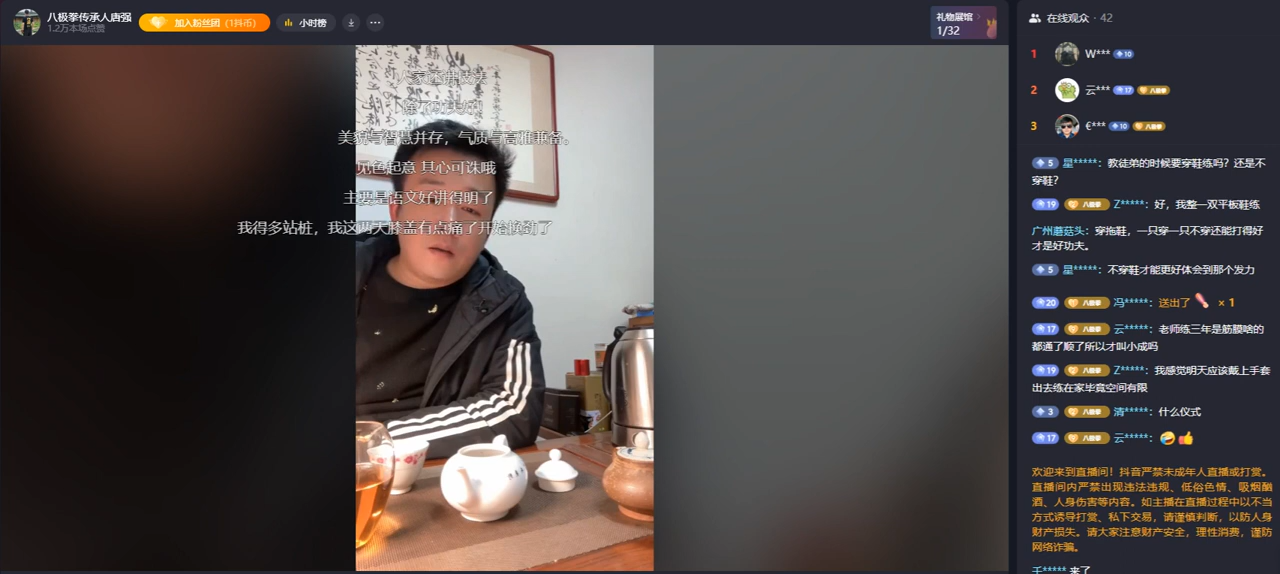 八极拳传承人唐强
1.2万本场点赞
加入粉丝团（1抖币）
小时榜
礼物展馆
1/32
在线观众 · 42
1 W*** 10
2 云*** 17 八极拳
3 €*** 10 八极拳
美貌与智慧并存，气质与高雅兼备。
见色起意 其心可诛哦
主要是语文好讲得明了
我得多站桩，我这两天膝盖有点痛了开始换劲了
5 星*****：教徒弟的时候要穿鞋练吗？还是不
穿鞋?
19 八极拳 Z*****：好，我整一双平板鞋练
广州蘑菇头：穿拖鞋，一只穿一只不穿还能打得好
才是好功夫。
5 星*****：不穿鞋才能更好体会到那个发力
20 八极拳 冯*****：送出了 × 1
17 八极拳 云*****：老师练三年是筋膜啥的
都通了顺了所以才叫小成吗
19 八极拳 Z*****：我感觉明天应该戴上手套
出去练在家毕竟空间有限
3 八极拳 清*****：什么仪式
17 八极拳 云*****：🤣👍
欢迎来到直播间！抖音严禁未成年人直播或打赏。
直播间内严禁出现违法违规、低俗色情、吸烟酗
酒、人身伤害等内容。如主播在直播过程中以不当
方式诱导打赏、私下交易，请谨慎判断，以防人身
财产损失。请大家注意财产安全，理性消费，谨防
网络诈骗。
千***** 来了